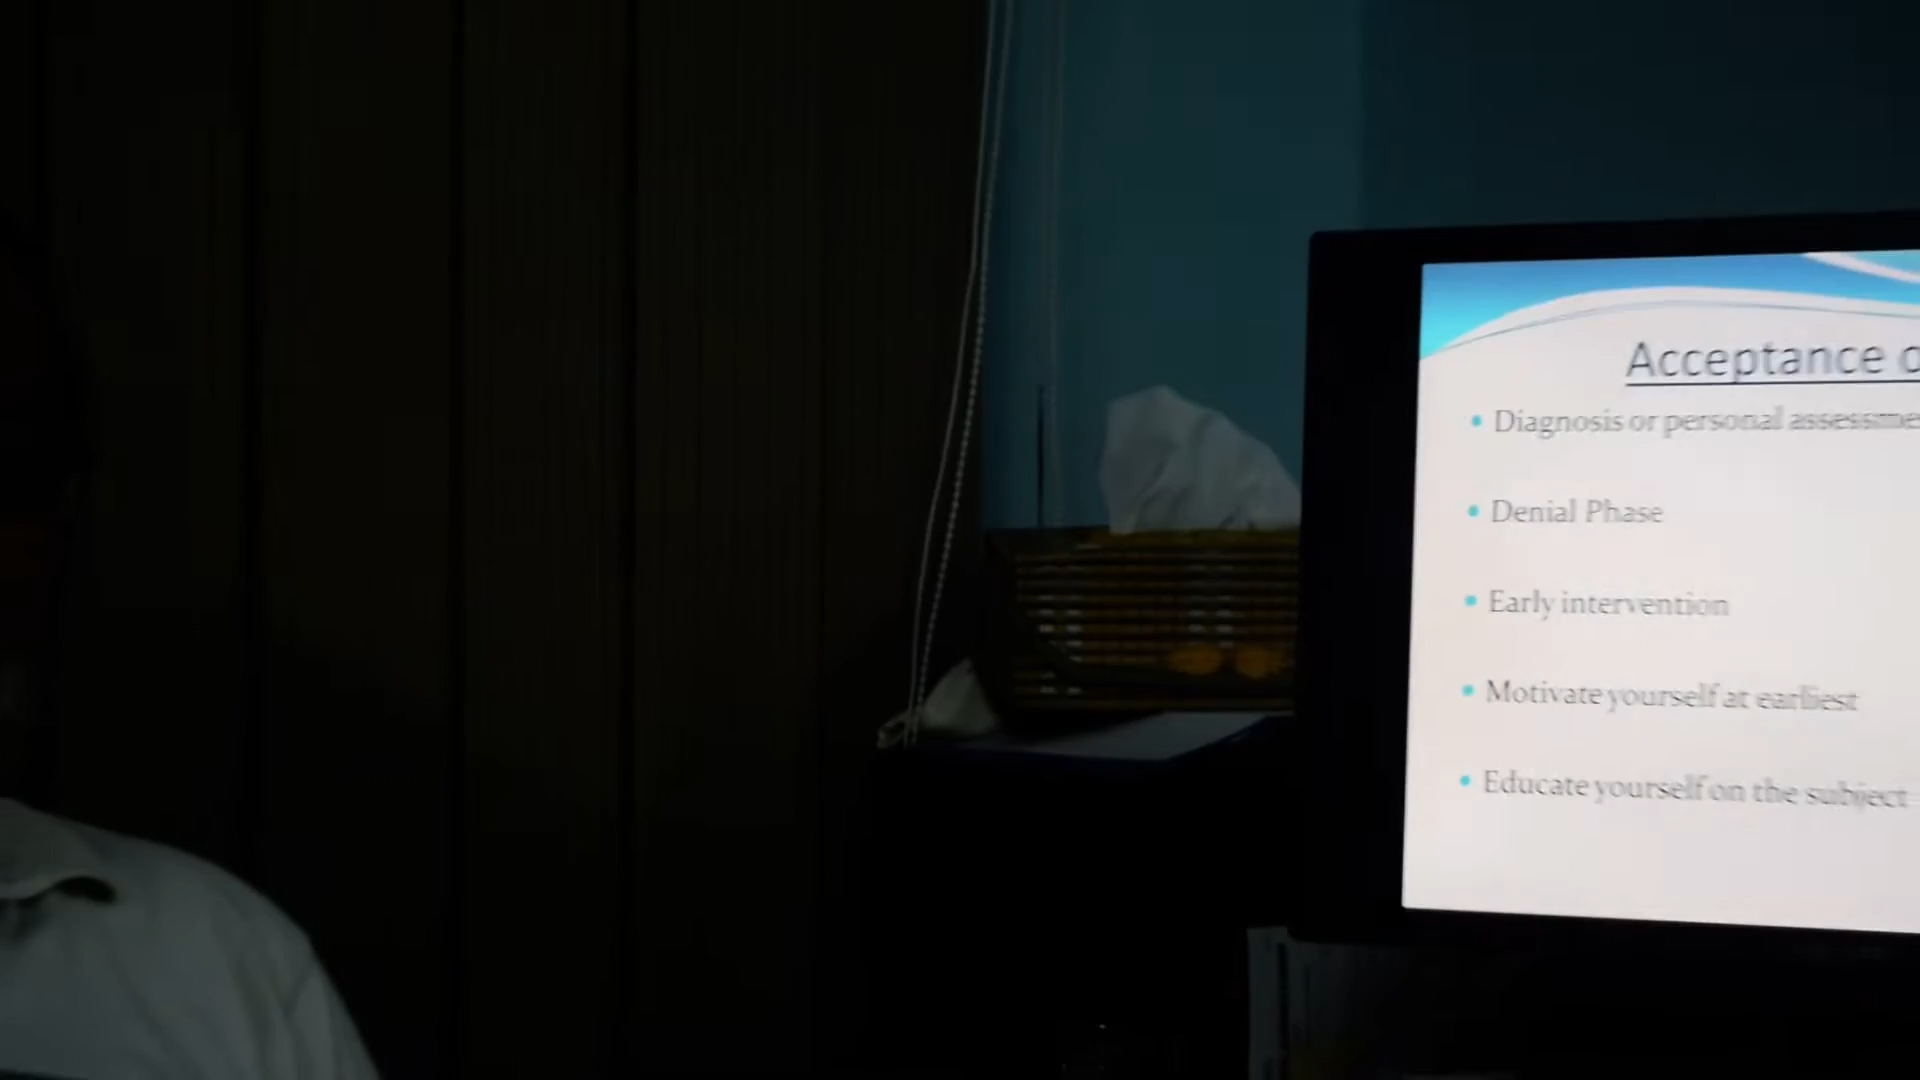 Acceptance
Diagnosis or personal
Denial Phase
Early intervention
Motivate yourself at earliest
Educate yourself on the subject